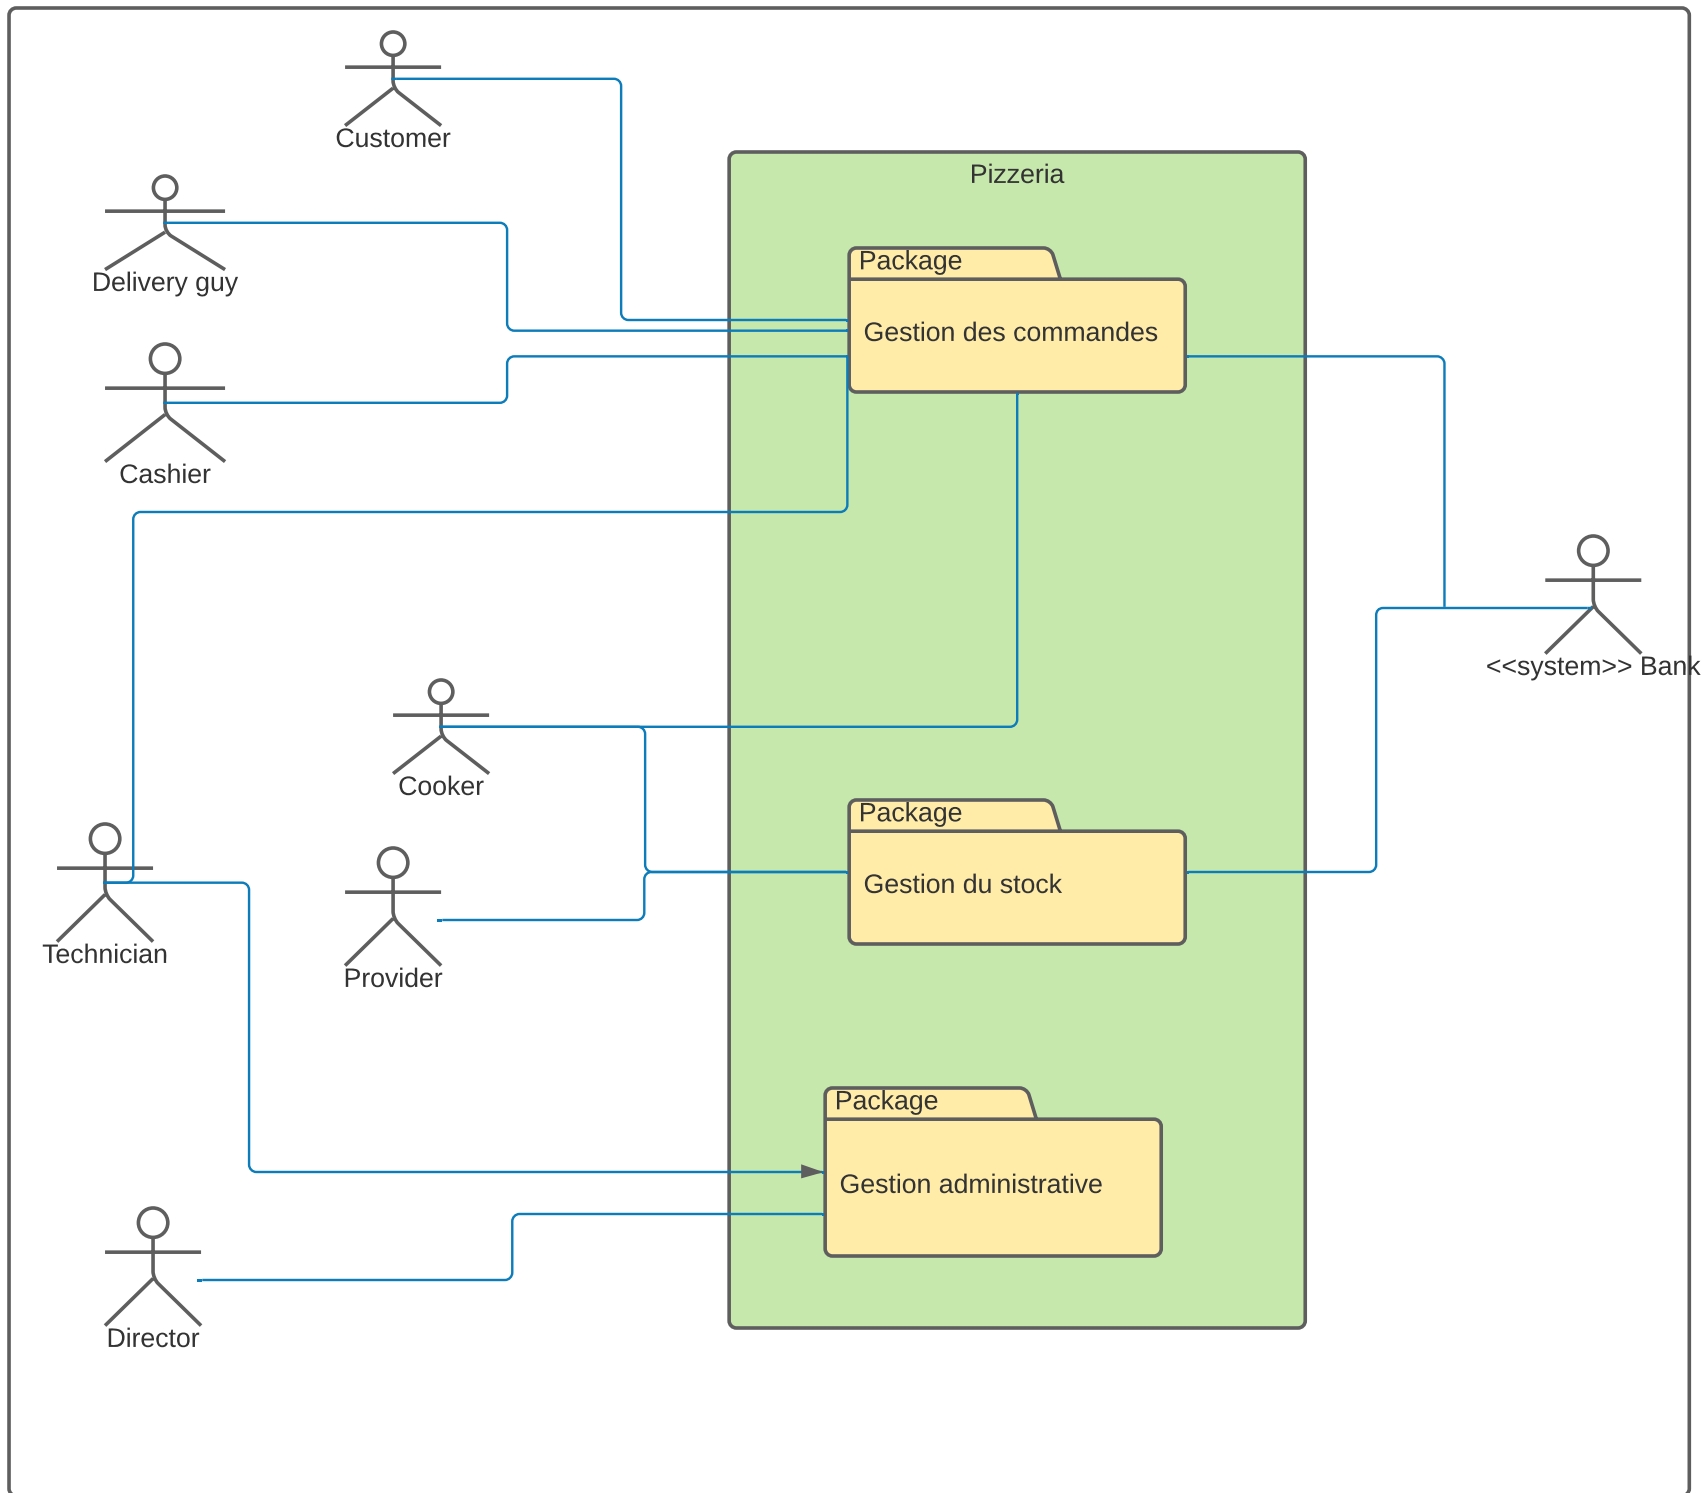 Customer
Pizzeria
Package
Delivery guy
Gestion des commandes
Cashier
<<system>> Bank
Cooker
Package
Gestion du stock
Technician
Provider
Package
Gestion administrative
Director